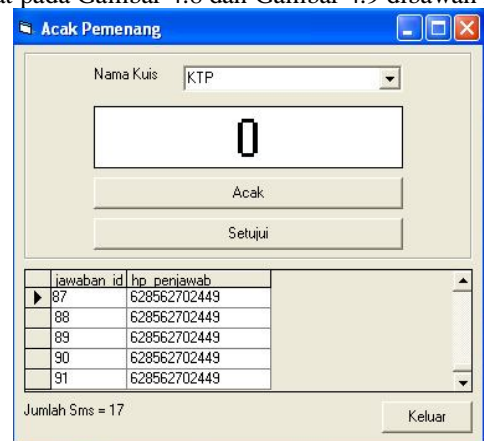 pada Gambar 4.8 dan Gambar 4.9 dibawah
Acak Pemenang
Nama Kuis KTP
0
Acak
Setujui
jawaban_id hp_penjawab
87 628562702449
88 628562702449
89 628562702449
90 628562702449
91 628562702449
Jumlah Sms = 17
Keluar